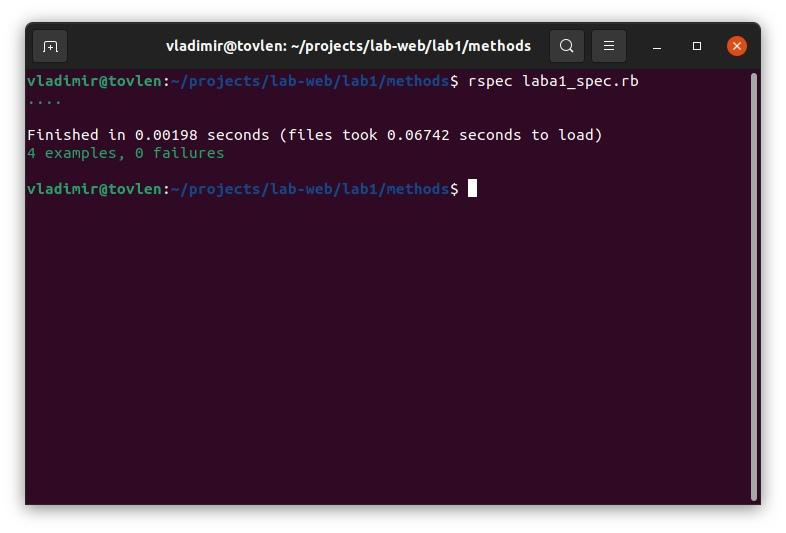 vladimir@tovlen: ~/projects/lab-web/lab1/methods
vladimir@tovlen:~/projects/lab-web/lab1/methods$ rspec laba1_spec.rb
....
Finished in 0.00198 seconds (files took 0.06742 seconds to load)
4 examples, 0 failures
vladimir@tovlen:~/projects/lab-web/lab1/methods$